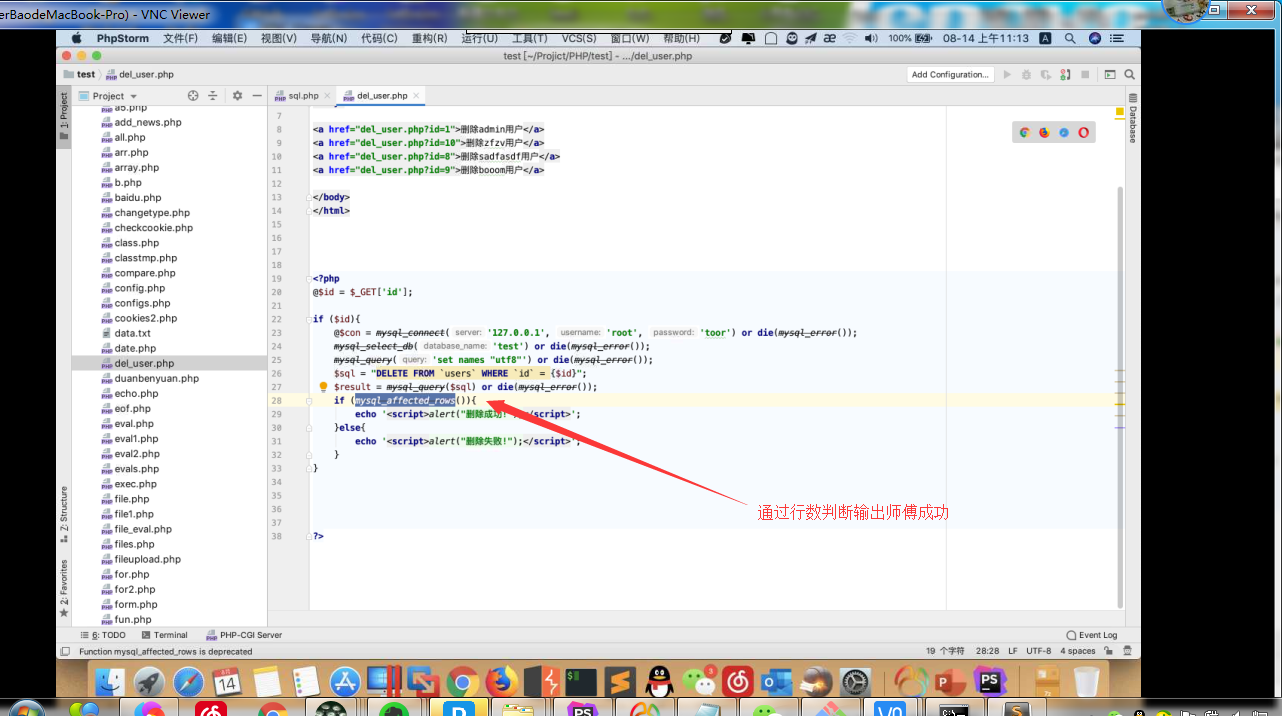 erBaodeMacBook-Pro - TeamViewer
PhpStorm 文件(F) 编辑(E) 视图(V) 导航(N) 代码(C) 重构(R) 运行(U) 工具(T) VCS(S) 窗口(W) 帮助(H) 100% 08-14 上午11:13
test [~/Projict/PHP/test] - .../del_user.php
test del_user.php Add Configuration...
1: Project
Project
sql.php
del_user.php
Database
a5.php
add_news.php
all.php
arr.php
array.php
b.php
baidu.php
changetype.php
checkcookie.php
class.php
classtmp.php
compare.php
config.php
configs.php
cookies2.php
data.txt
date.php
del_user.php
duanbenyuan.php
echo.php
eof.php
eval.php
eval1.php
eval2.php
evals.php
exec.php
file.php
file1.php
file_eval.php
files.php
fileupload.php
for.php
for2.php
form.php
fun.php
7
8 <a href="del_user.php?id=1">删除admin用户</a>
9 <a href="del_user.php?id=10">删除zfzv用户</a>
10 <a href="del_user.php?id=8">删除sadfasdf用户</a>
11 <a href="del_user.php?id=9">删除booom用户</a>
12
13 </body>
14 </html>
15
16
17
18
19 <?php
20 @$id = $_GET['id'];
21
22 if ($id){
23 @$con = mysql_connect( server: '127.0.0.1', username: 'root', password: 'toor') or die(mysql_error());
24 mysql_select_db( database_name: 'test') or die(mysql_error());
25 mysql_query( query: 'set names "utf8"') or die(mysql_error());
26 $sql = "DELETE FROM `users` WHERE `id` = {$id}";
27 $result = mysql_query($sql) or die(mysql_error());
28 if (mysql_affected_rows()){
29 echo '<script>alert("删除成功!</script>';
30 }else{
31 echo '<script>alert("删除失败!");</script>';
32 }
33 }
34
35
36
37
38 ?>
通过行数判断输出师傅成功
Z: Structure
2: Favorites
6: TODO Terminal PHP-CGI Server Event Log
Function mysql_affected_rows is deprecated 19 个字符 28:28 LF UTF-8 4 spaces
8月
14
3
PS